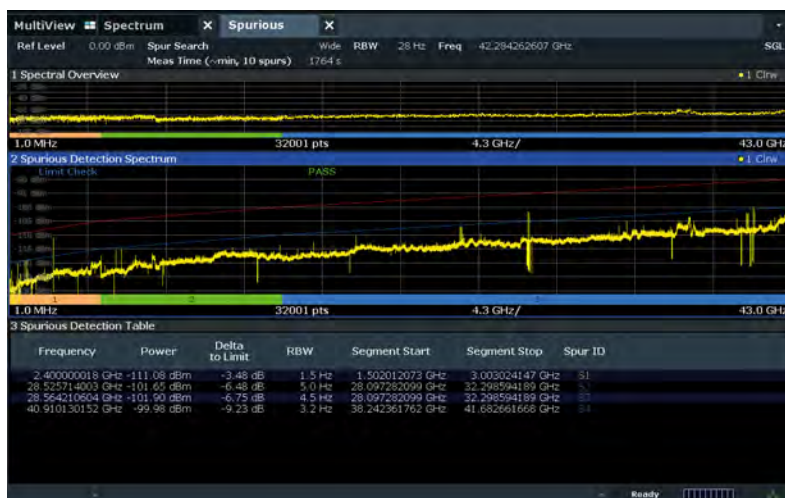 MultiView Spectrum X Spurious X
Ref Level 0.00 dBm Spur Search Wide RBW 28 Hz Freq 42.284262607 GHz SGL
Meas Time (~min, 10 spurs) 1764 s
1 Spectral Overview 1 Clrw
1.0 MHz 32001 pts 4.3 GHz/ 43.0 GHz
2 Spurious Detection Spectrum 1 Clrw
Limit Check PASS
1.0 MHz 32001 pts 4.3 GHz/ 43.0 GHz
3 Spurious Detection Table
Frequency Power Delta to Limit RBW Segment Start Segment Stop Spur ID
2.400000018 GHz -111.08 dBm -3.48 dB 1.5 Hz 1.502012073 GHz 3.003024147 GHz S1
28.525714003 GHz -101.65 dBm -6.48 dB 5.0 Hz 28.097282099 GHz 32.298594189 GHz
28.564210604 GHz -101.90 dBm -6.75 dB 4.5 Hz 28.097282099 GHz 32.298594189 GHz
40.910130152 GHz -99.98 dBm -9.23 dB 3.2 Hz 38.242361762 GHz 41.682661668 GHz
Ready